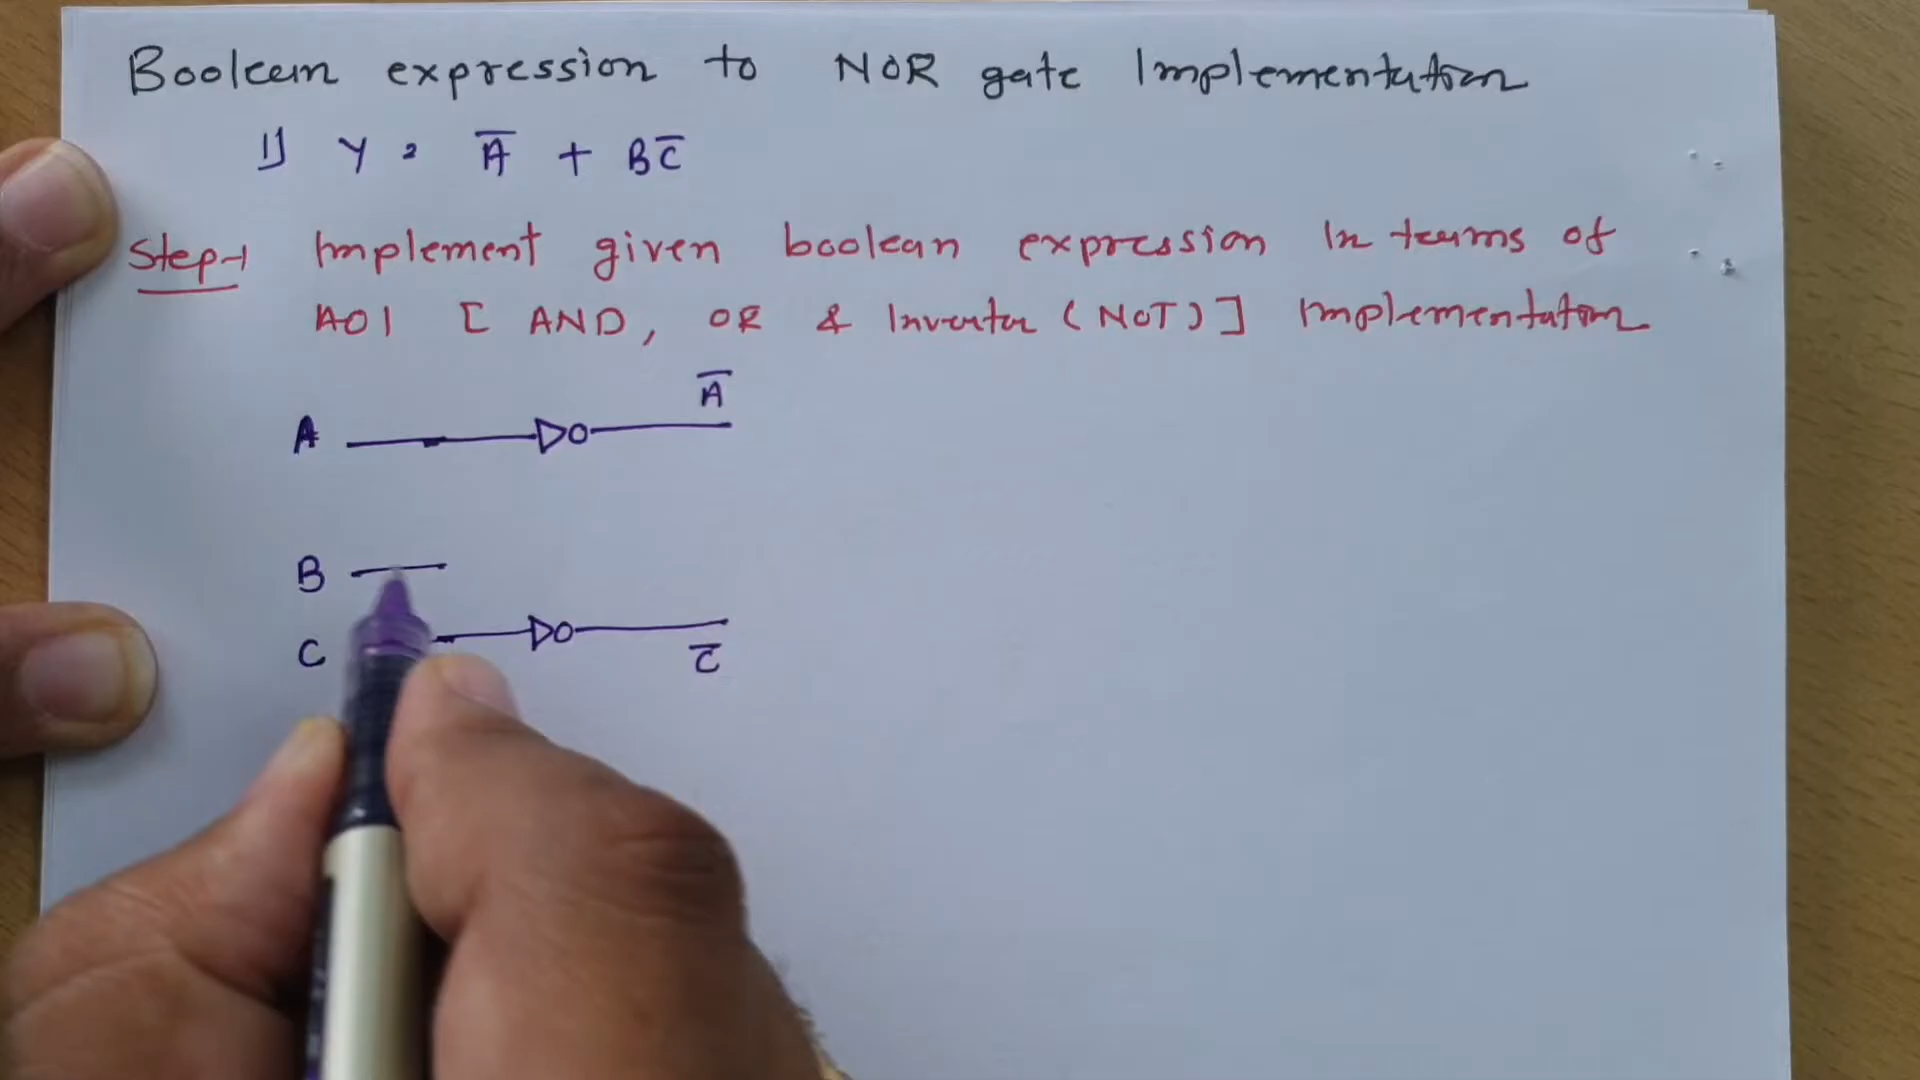 Boolean expression to NOR gate Implementation
1) Y = A̅ + BC̅
Step-1 Implement given boolean expression In terms of
AOI [ AND, OR & Inverter (NOT) ] Implementation
A̅
A
B
C
C̅